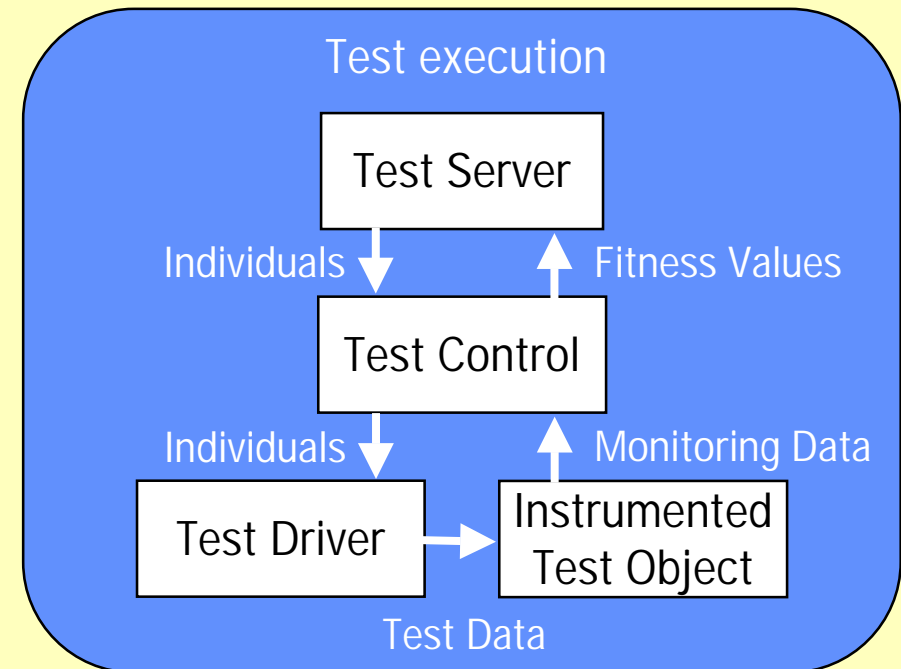 Test execution
Test Server
Individuals
Fitness Values
Test Control
Individuals
Monitoring Data
Test Driver
Instrumented
Test Object
Test Data